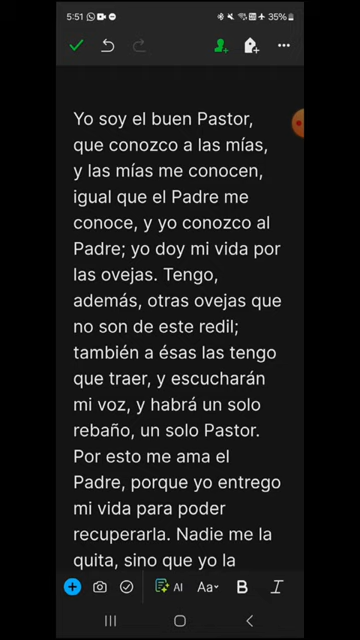 5:51
35%
Yo soy el buen Pastor,
que conozco a las mías,
y las mías me conocen,
igual que el Padre me
conoce, y yo conozco al
Padre; yo doy mi vida por
las ovejas. Tengo,
además, otras ovejas que
no son de este redil;
también a ésas las tengo
que traer, y escucharán
mi voz, y habrá un solo
rebaño, un solo Pastor.
Por esto me ama el
Padre, porque yo entrego
mi vida para poder
recuperarla. Nadie me la
quita, sino que yo la
AI Aa B I